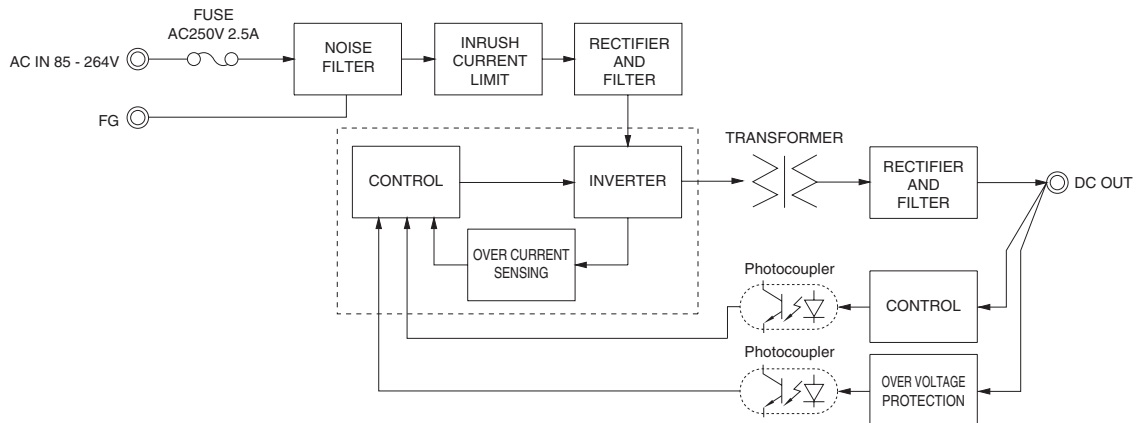 FUSE
AC250V 2.5A
AC IN 85 - 264V
NOISE
FILTER
INRUSH
CURRENT
LIMIT
RECTIFIER
AND
FILTER
FG
TRANSFORMER
CONTROL
INVERTER
RECTIFIER
AND
FILTER
DC OUT
OVER CURRENT
SENSING
Photocoupler
CONTROL
Photocoupler
OVER VOLTAGE
PROTECTION